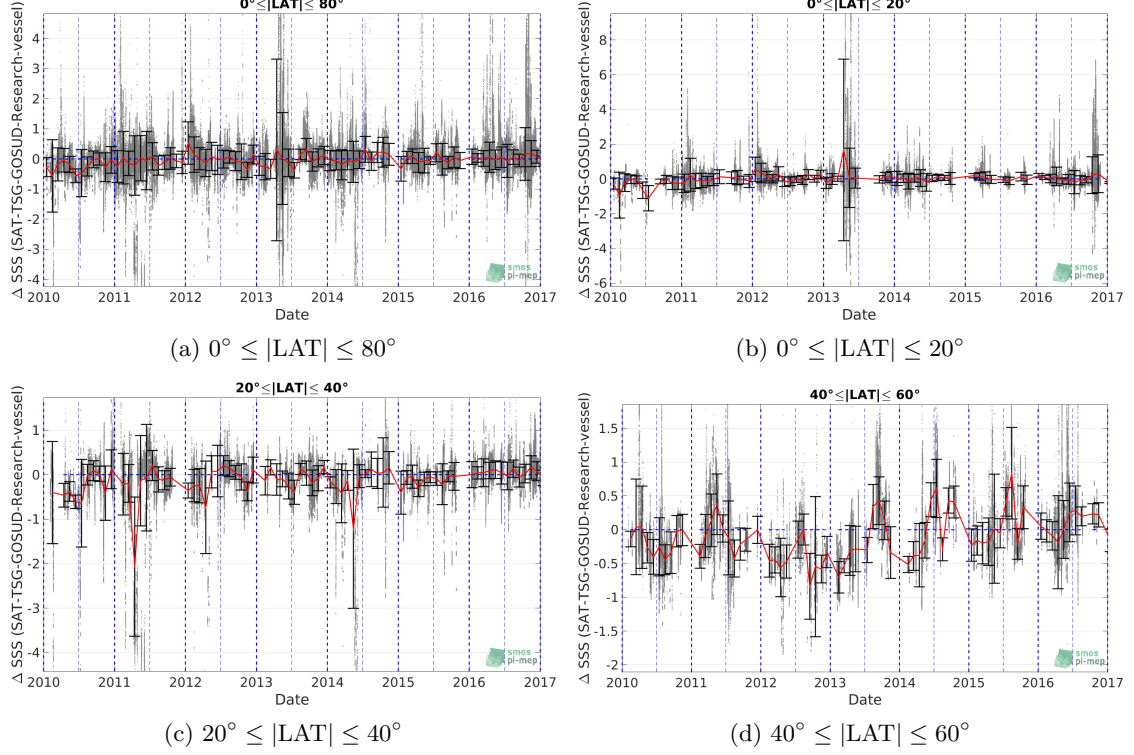 0°≤|LAT|≤ 80°
Δ SSS (SAT-TSG-GOSUD-Research-vessel)
4
3
2
1
0
-1
-2
-3
-4
2010 2011 2012 2013 2014 2015 2016 2017
Date
smos
pi-mep
(a) 0° ≤ |LAT| ≤ 80°
0°≤|LAT|≤ 20°
Δ SSS (SAT-TSG-GOSUD-Research-vessel)
8
6
4
2
0
-2
-4
-6
2010 2011 2012 2013 2014 2015 2016 2017
Date
smos
pi-mep
(b) 0° ≤ |LAT| ≤ 20°
20°≤|LAT|≤ 40°
Δ SSS (SAT-TSG-GOSUD-Research-vessel)
1
0
-1
-2
-3
-4
2010 2011 2012 2013 2014 2015 2016 2017
Date
smos
pi-mep
(c) 20° ≤ |LAT| ≤ 40°
40°≤|LAT|≤ 60°
Δ SSS (SAT-TSG-GOSUD-Research-vessel)
1.5
1
0.5
0
-0.5
-1
-1.5
-2
2010 2011 2012 2013 2014 2015 2016 2017
Date
smos
pi-mep
(d) 40° ≤ |LAT| ≤ 60°